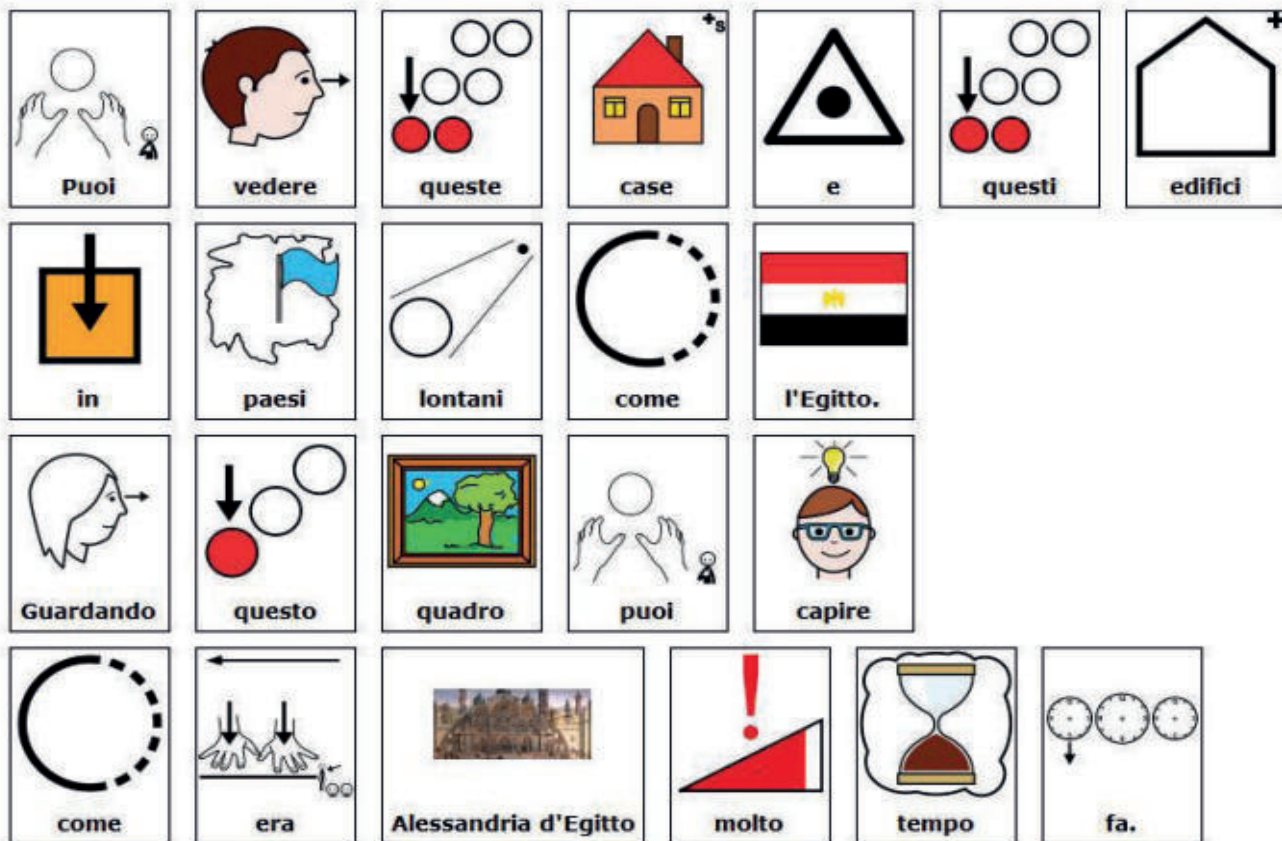 +s +
Puoi vedere queste case e questi edifici
in paesi lontani come l'Egitto.
Guardando questo quadro puoi capire
come era Alessandria d'Egitto molto tempo fa.